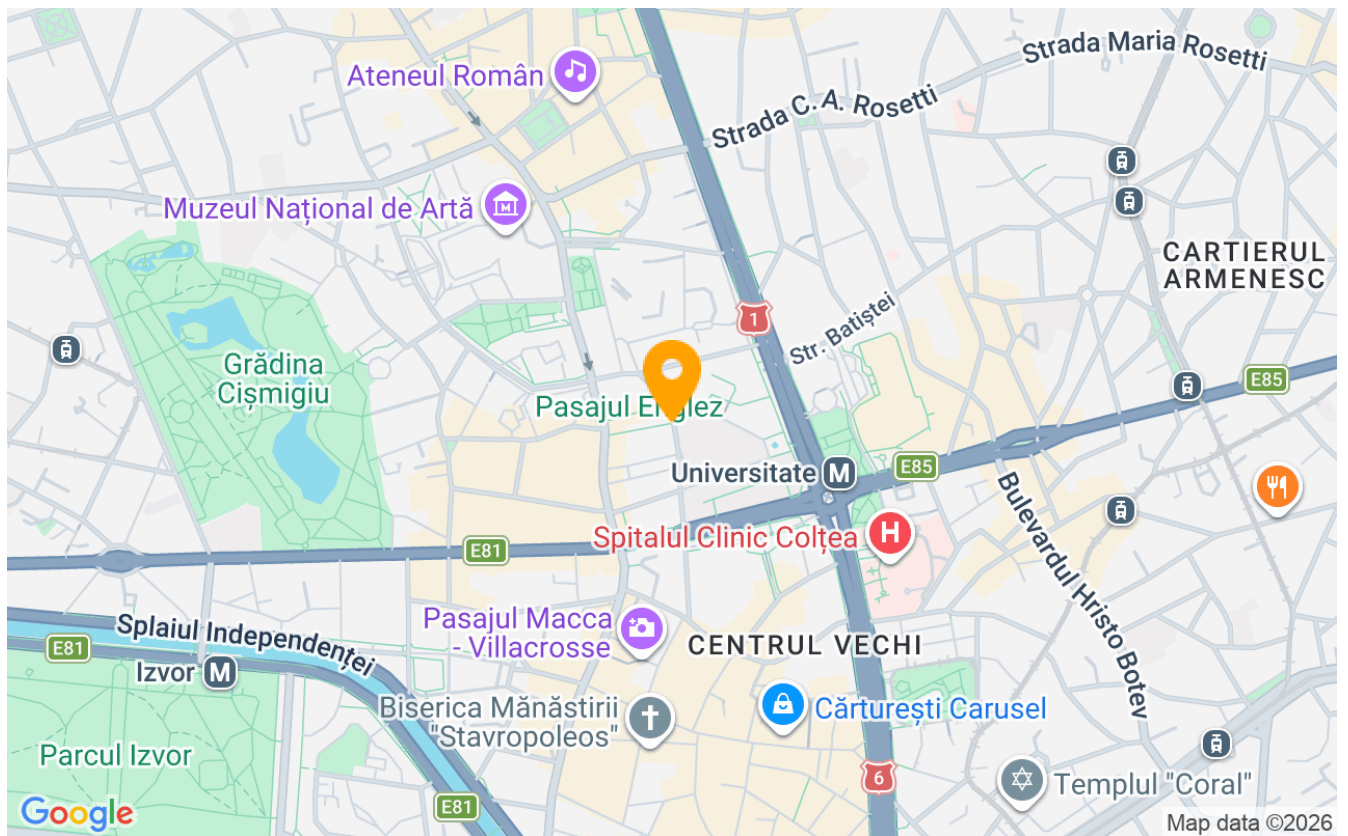 Strada Maria Rosetti
Ateneul Român
Strada C. A. Rosetti
Muzeul Național de Artă
CARTIERUL
ARMENESC
1
Str. Batiștei
Grădina
Cișmigiu
E85
Pasajul Englez
Universitate M
E85
Bulevardul Hristo Botev
E81
Spitalul Clinic Colțea H
Splaiul Independenței
Pasajul Macca
- Villacrosse
E81
CENTRUL VECHI
Izvor M
Biserica Mănăstirii
"Stavropoleos"
Cărturești Carusel
Parcul Izvor
6
Templul "Coral"
E81
Google
Map data ©2026